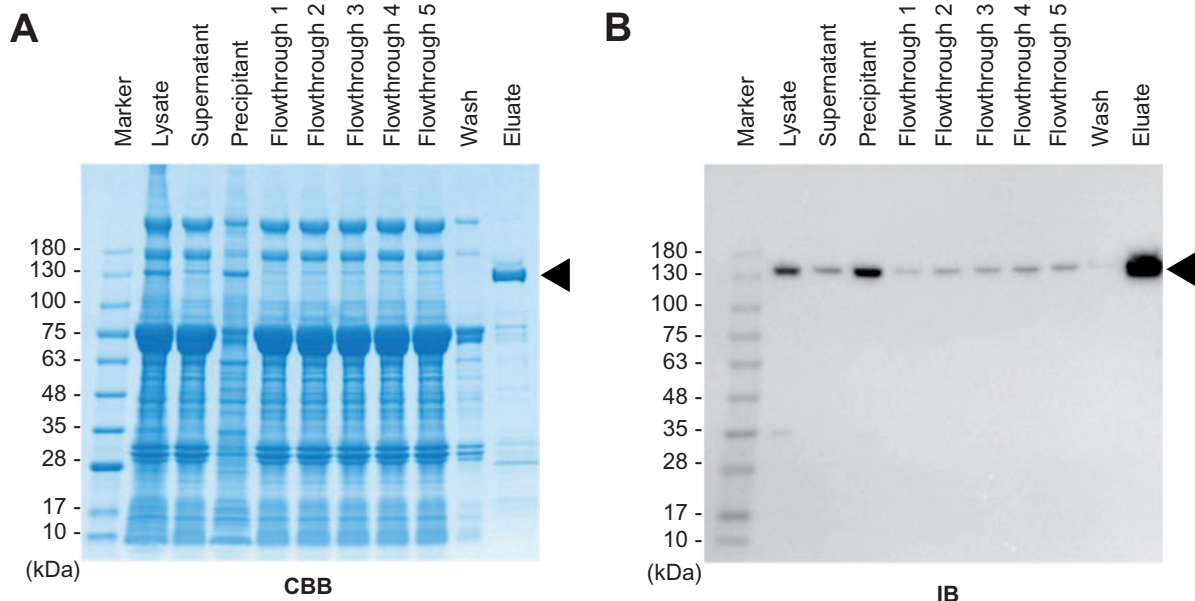 A
Marker
Lysate
Supernatant
Precipitant
Flowthrough 1
Flowthrough 2
Flowthrough 3
Flowthrough 4
Flowthrough 5
Wash
Eluate
180 -
130 -
100 -
75 -
63 -
48 -
35 -
28 -
17 -
10 -
(kDa)
CBB
B
Marker
Lysate
Supernatant
Precipitant
Flowthrough 1
Flowthrough 2
Flowthrough 3
Flowthrough 4
Flowthrough 5
Wash
Eluate
180 -
130 -
100 -
75 -
63 -
48 -
35 -
28 -
17 -
10 -
(kDa)
IB